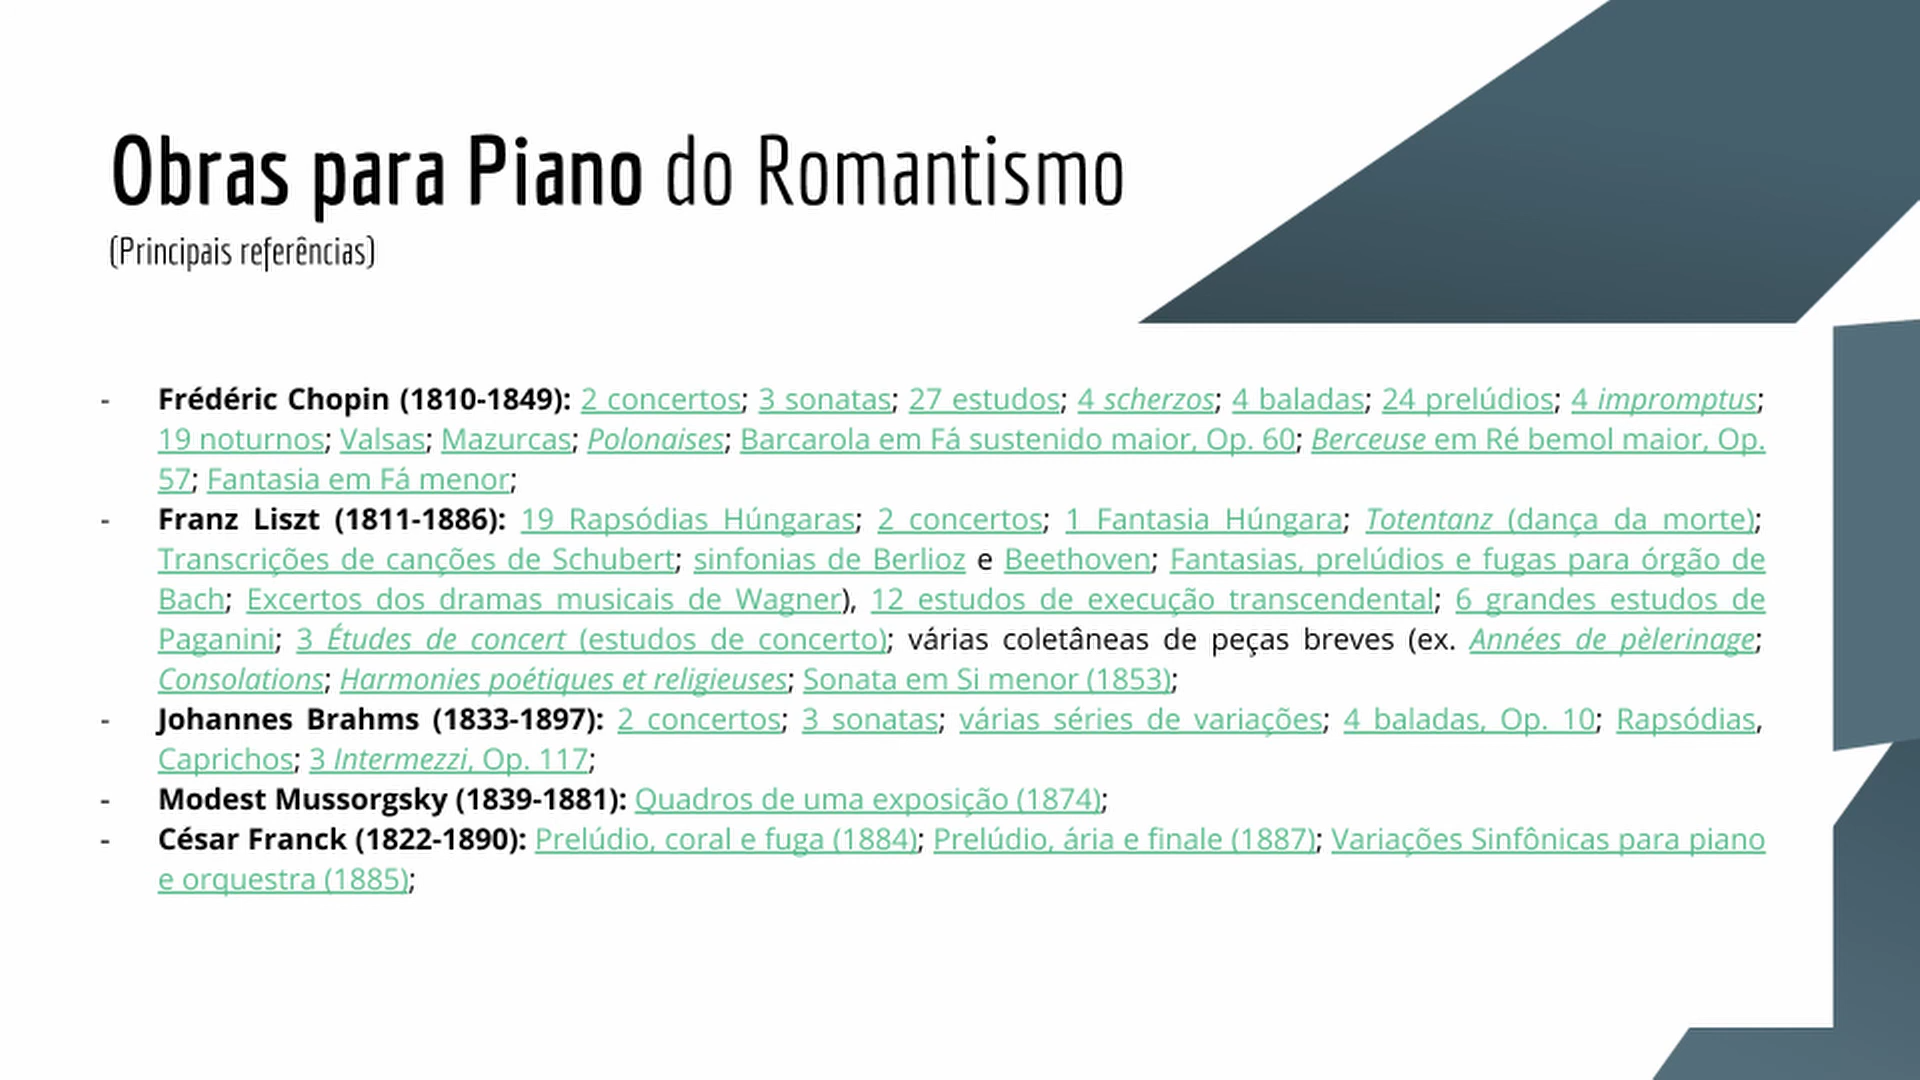 Obras para Piano do Romantismo
(Principais referências)
- Frédéric Chopin (1810-1849): 2 concertos; 3 sonatas; 27 estudos; 4 scherzos; 4 baladas; 24 prelúdios; 4 impromptus;
19 noturnos; Valsas; Mazurcas; Polonaises; Barcarola em Fá sustenido maior, Op. 60; Berceuse em Ré bemol maior, Op.
57; Fantasia em Fá menor;
- Franz Liszt (1811-1886): 19 Rapsódias Húngaras; 2 concertos; 1 Fantasia Húngara; Totentanz (dança da morte);
Transcrições de canções de Schubert; sinfonias de Berlioz e Beethoven; Fantasias, prelúdios e fugas para órgão de
Bach; Excertos dos dramas musicais de Wagner), 12 estudos de execução transcendental; 6 grandes estudos de
Paganini; 3 Études de concert (estudos de concerto); várias coletâneas de peças breves (ex. Années de pèlerinage;
Consolations; Harmonies poétiques et religieuses; Sonata em Si menor (1853);
- Johannes Brahms (1833-1897): 2 concertos; 3 sonatas; várias séries de variações; 4 baladas, Op. 10; Rapsódias,
Caprichos; 3 Intermezzi, Op. 117;
- Modest Mussorgsky (1839-1881): Quadros de uma exposição (1874);
- César Franck (1822-1890): Prelúdio, coral e fuga (1884); Prelúdio, ária e finale (1887); Variações Sinfônicas para piano
e orquestra (1885);